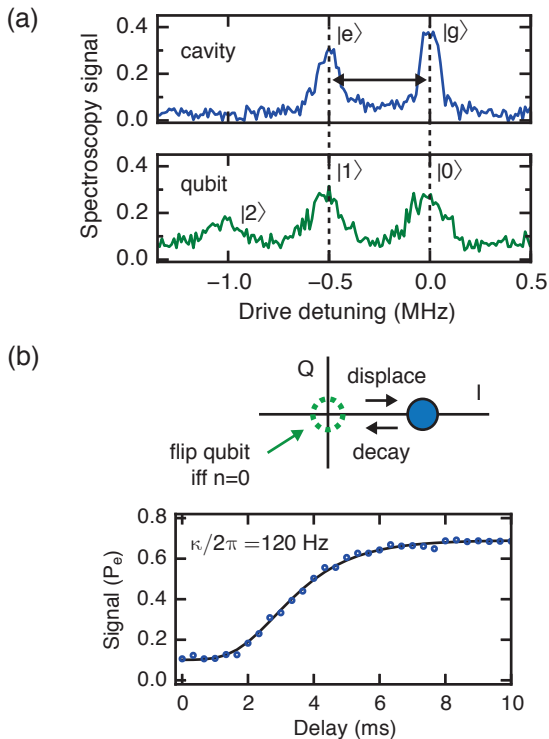 (a)
|e⟩ |g⟩
cavity
0.4
0.2
0.0
Spectroscopy signal
qubit
|1⟩ |0⟩
|2⟩
0.4
0.2
0.0
−1.0 −0.5 0.0 0.5
Drive detuning (MHz)
(b)
Q
displace
I
decay
flip qubit
iff n=0
κ/2π = 120 Hz
0.8
0.6
0.4
0.2
0.0
Signal (Pe)
0 2 4 6 8 10
Delay (ms)